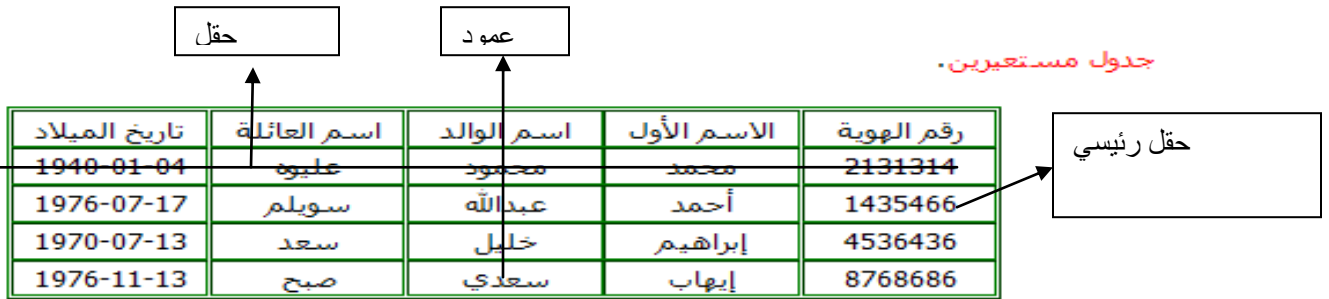 حقل
عمود
جدول مستعيرين.
رقم الهوية الاسم الأول اسم الوالد اسم العائلة تاريخ الميلاد
2131314 محمد محمود عليوه 1940-01-04
1435466 أحمد عبدالله سويلم 1976-07-17
4536436 إبراهيم خليل سعد 1970-07-13
8768686 إيهاب سعدي صبح 1976-11-13
حقل رئيسي